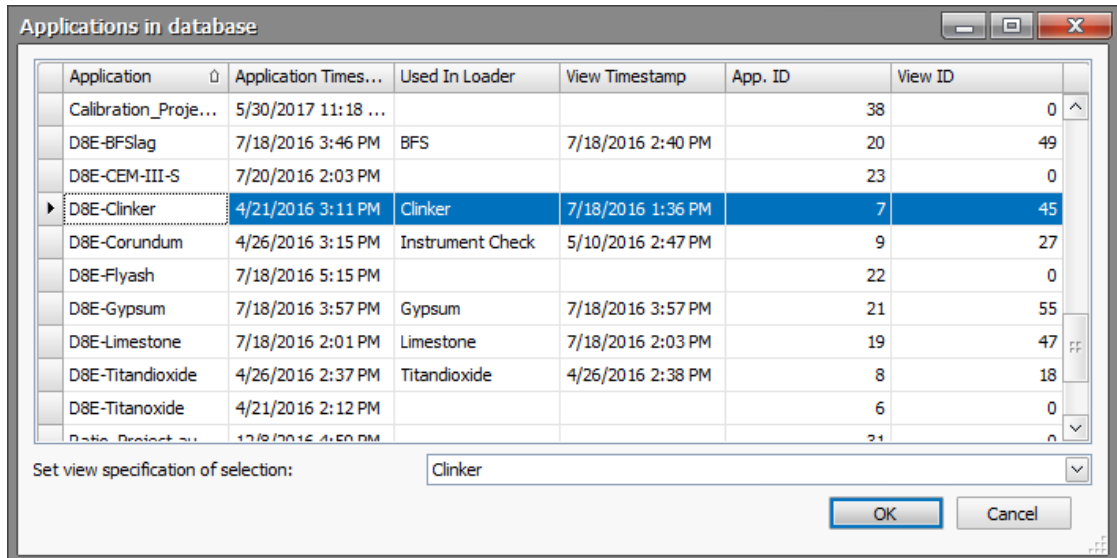 Applications in database
Application Application Times... Used In Loader View Timestamp App. ID View ID
Calibration_Proje... 5/30/2017 11:18 ... 38 0
D8E-BFSlag 7/18/2016 3:46 PM BFS 7/18/2016 2:40 PM 20 49
D8E-CEM-III-S 7/20/2016 2:03 PM 23 0
D8E-Clinker 4/21/2016 3:11 PM Clinker 7/18/2016 1:36 PM 7 45
D8E-Corundum 4/26/2016 3:15 PM Instrument Check 5/10/2016 2:47 PM 9 27
D8E-Flyash 7/18/2016 5:15 PM 22 0
D8E-Gypsum 7/18/2016 3:57 PM Gypsum 7/18/2016 3:57 PM 21 55
D8E-Limestone 7/18/2016 2:01 PM Limestone 7/18/2016 2:03 PM 19 47
D8E-Titandioxide 4/26/2016 2:37 PM Titandioxide 4/26/2016 2:38 PM 8 18
D8E-Titanoxide 4/21/2016 2:12 PM 6 0
12/8/2016 4:59 PM 31 0
Set view specification of selection: Clinker
OK Cancel